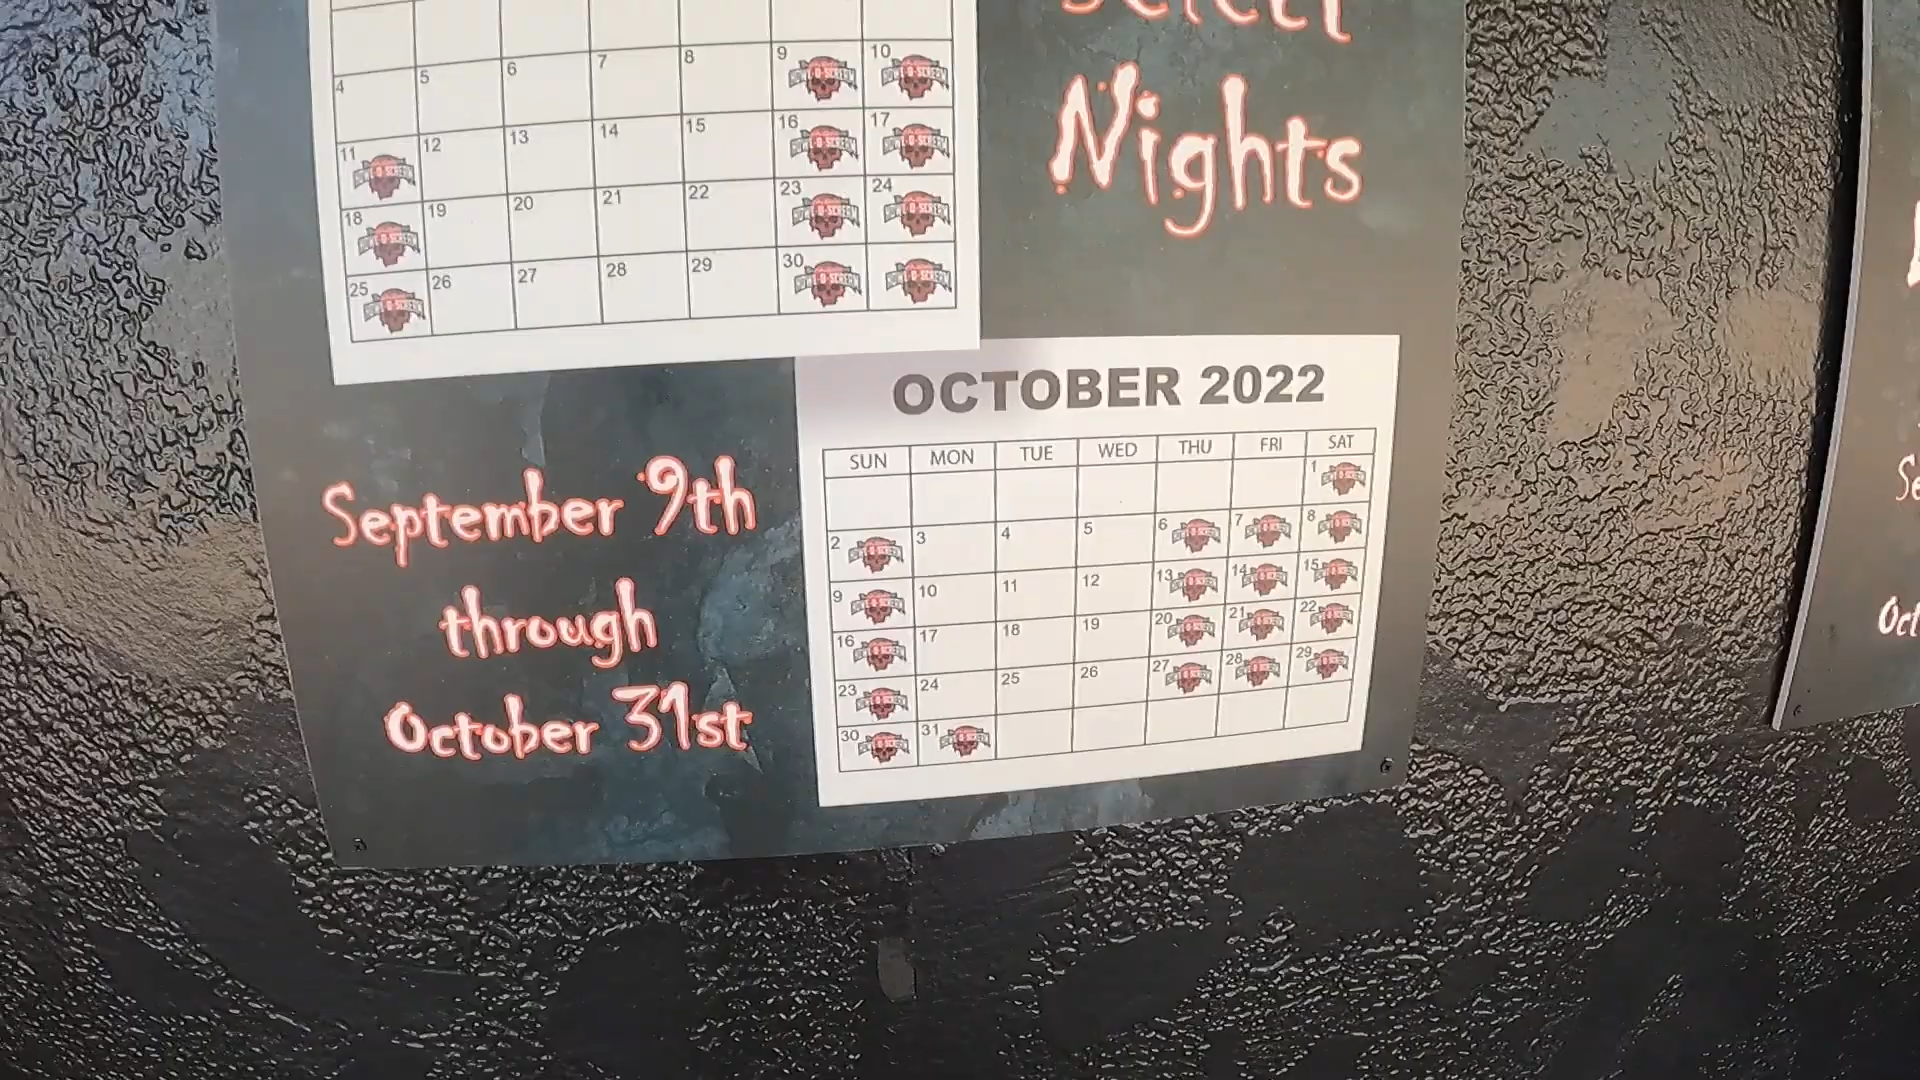 Select
Nights
4 5 6 7 8 9 10
11 12 13 14 15 16 17
18 19 20 21 22 23 24
25 26 27 28 29 30
September 9th
through
October 31st
OCTOBER 2022
SUN MON TUE WED THU FRI SAT
1
2 3 4 5 6 7 8
9 10 11 12 13 14 15
16 17 18 19 20 21 22
23 24 25 26 27 28 29
30 31